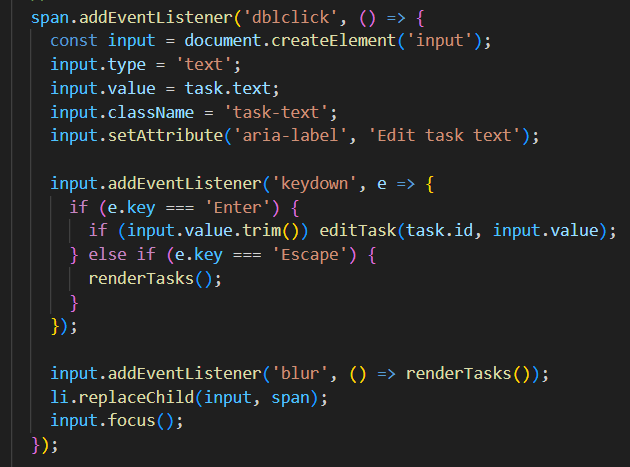 span.addEventListener('dblclick', () => {
const input = document.createElement('input');
input.type = 'text';
input.value = task.text;
input.className = 'task-text';
input.setAttribute('aria-label', 'Edit task text');
input.addEventListener('keydown', e => {
if (e.key === 'Enter') {
if (input.value.trim()) editTask(task.id, input.value);
} else if (e.key === 'Escape') {
renderTasks();
}
});
input.addEventListener('blur', () => renderTasks());
li.replaceChild(input, span);
input.focus();
});